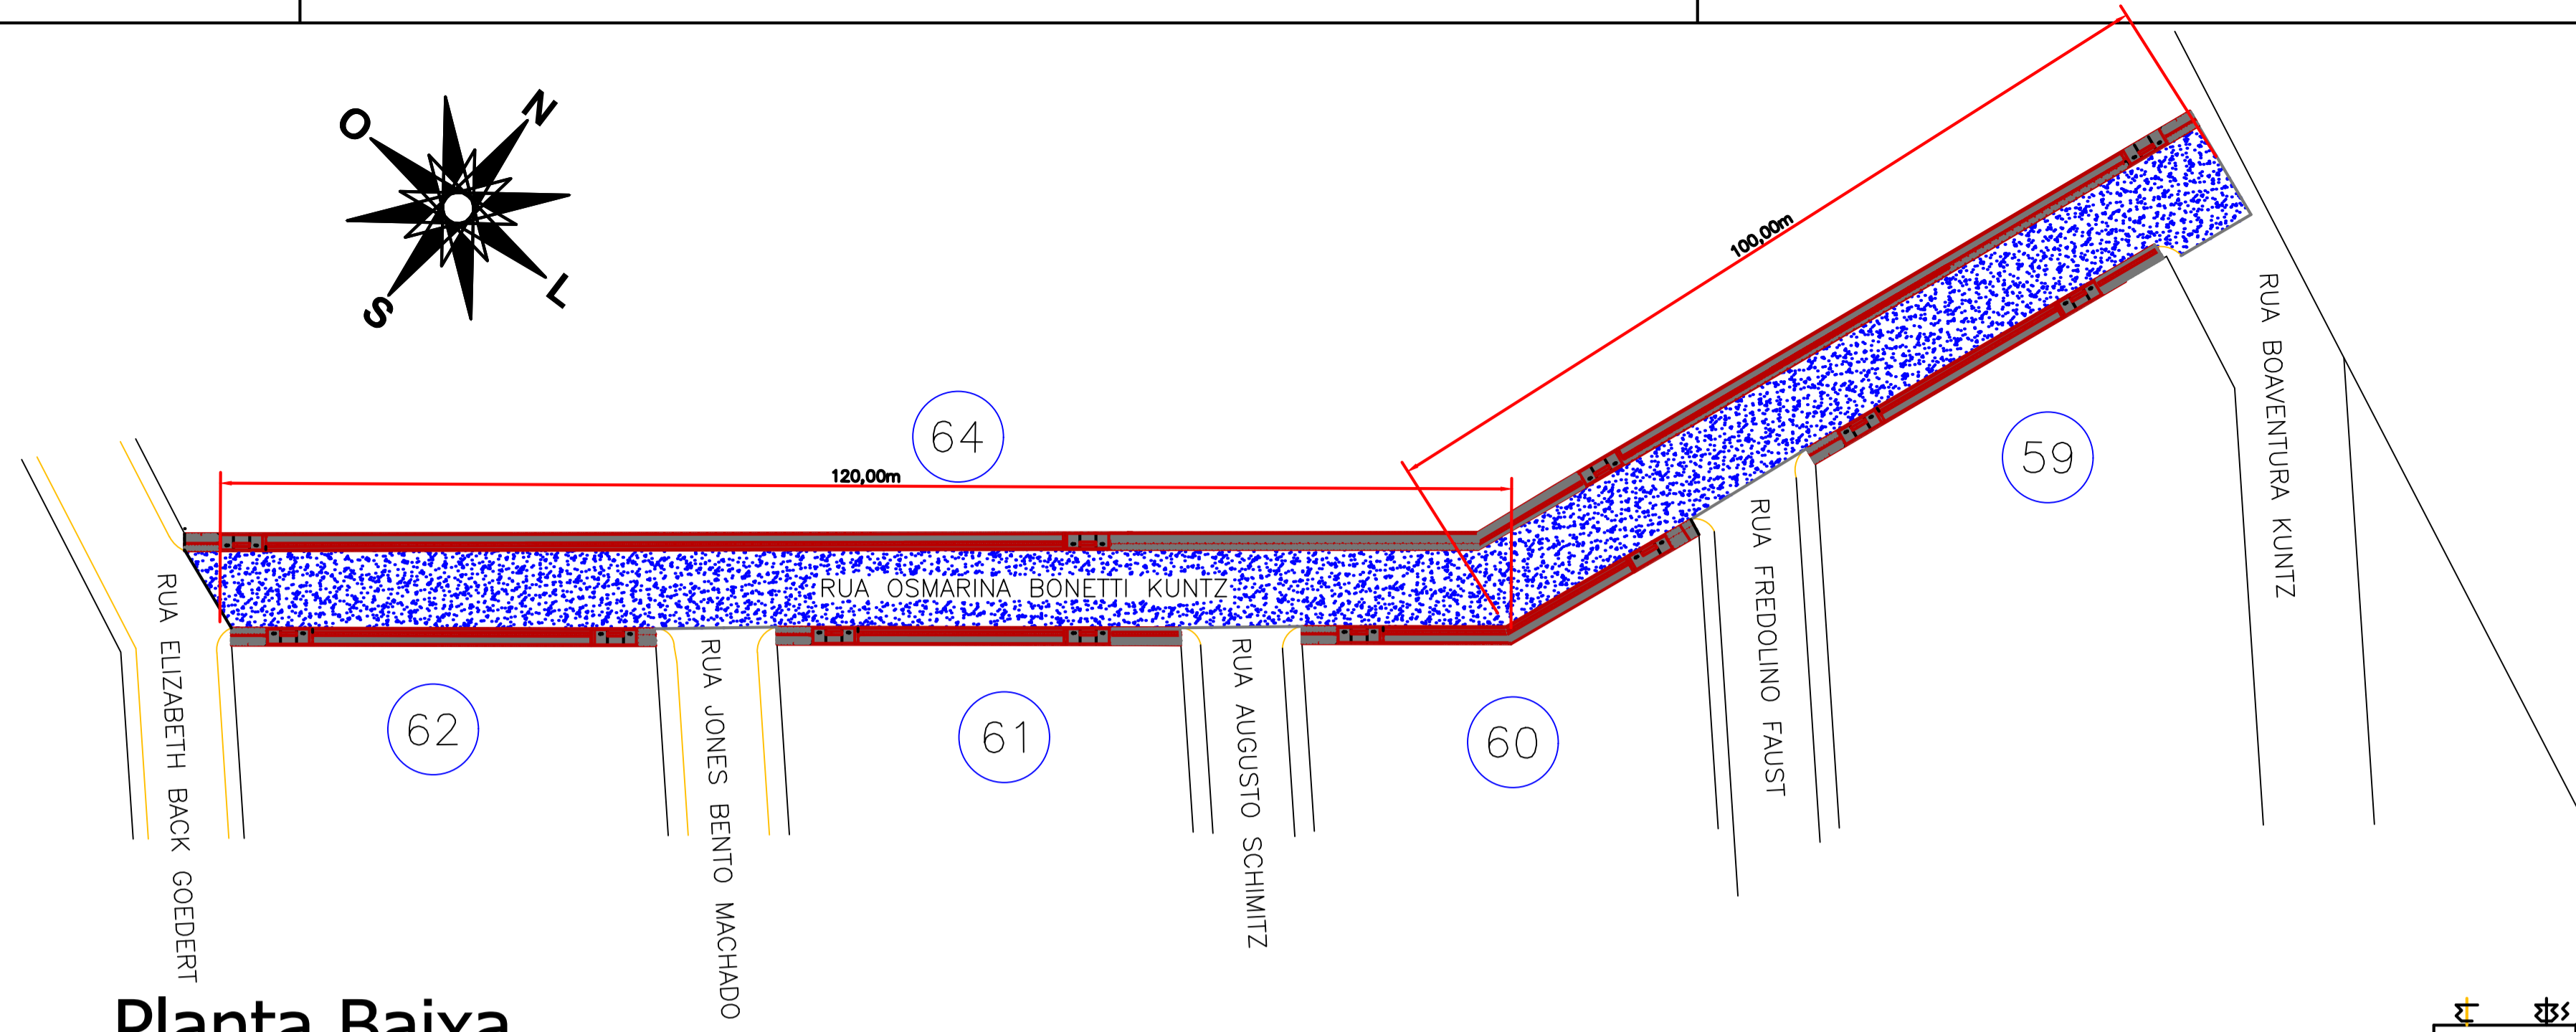 N
O
L
S
100,00m
64
120,00m
59
RUA OSMARINA BONETTI KUNTZ
RUA BOAVENTURA KUNTZ
RUA FREDOLINO FAUST
RUA ELIZABETH BACK GOEDERT
RUA JONES BENTO MACHADO
RUA AUGUSTO SCHIMITZ
62
61
60
Planta Baixa